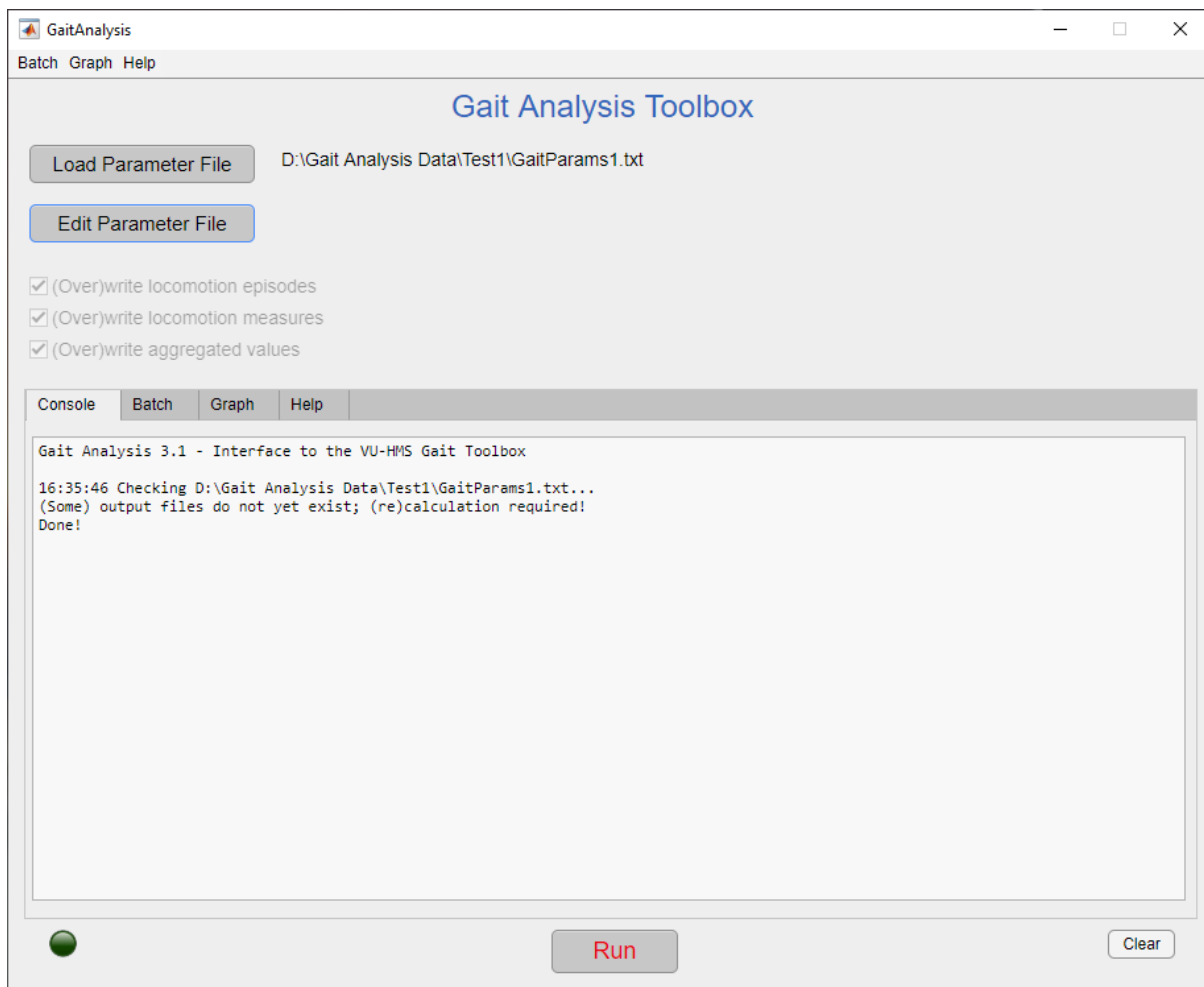 GaitAnalysis
Batch Graph Help
Gait Analysis Toolbox
Load Parameter File
D:\Gait Analysis Data\Test1\GaitParams1.txt
Edit Parameter File
(Over)write locomotion episodes
(Over)write locomotion measures
(Over)write aggregated values
Console Batch Graph Help
Gait Analysis 3.1 - Interface to the VU-HMS Gait Toolbox
16:35:46 Checking D:\Gait Analysis Data\Test1\GaitParams1.txt...
(Some) output files do not yet exist; (re)calculation required!
Done!
Run
Clear